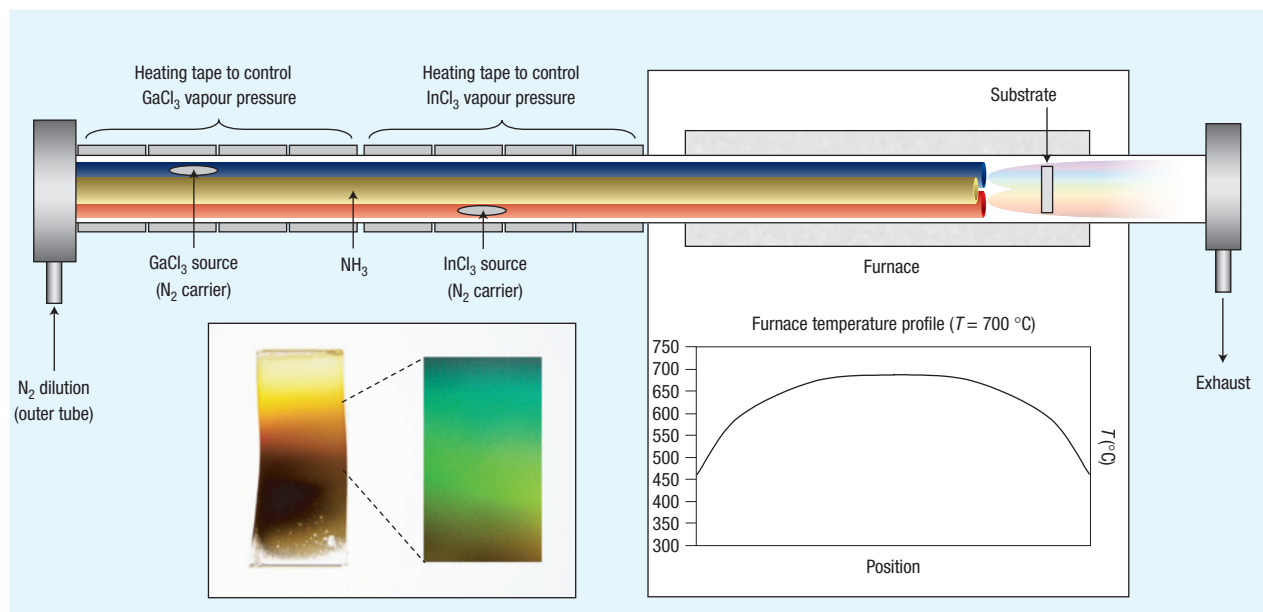 Heating tape to control
GaCl₃ vapour pressure
Heating tape to control
InCl₃ vapour pressure
Substrate
GaCl₃ source
(N₂ carrier)
NH₃
InCl₃ source
(N₂ carrier)
Furnace
N₂ dilution
(outer tube)
Exhaust
Furnace temperature profile (T = 700 °C)
750
700
650
600
550
500
450
400
350
300
T (°C)
Position